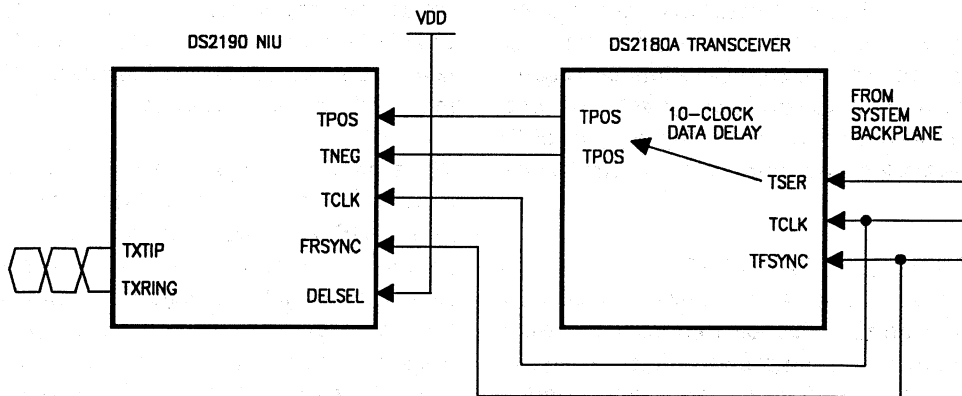 VDD
DS2190 NIU
TPOS
TNEG
TCLK
FRSYNC
DELSEL
TXTIP
TXRING
DS2180A TRANSCEIVER
TPOS
TPOS
10-CLOCK
DATA DELAY
TSER
TCLK
TFSYNC
FROM
SYSTEM
BACKPLANE